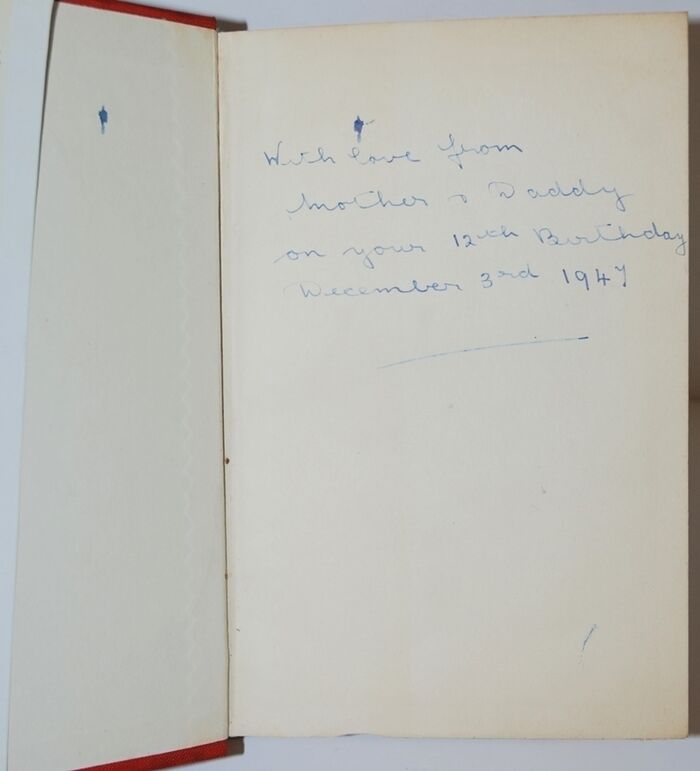 With love from
Mother & Daddy
on your 12th Birthday
December 3rd 1947